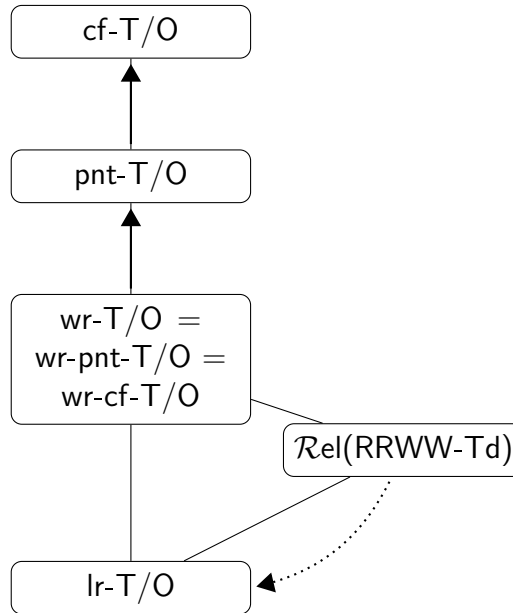 cf-T/O
pnt-T/O
wr-T/O =
wr-pnt-T/O =
wr-cf-T/O
ℛel(RRWW-Td)
lr-T/O